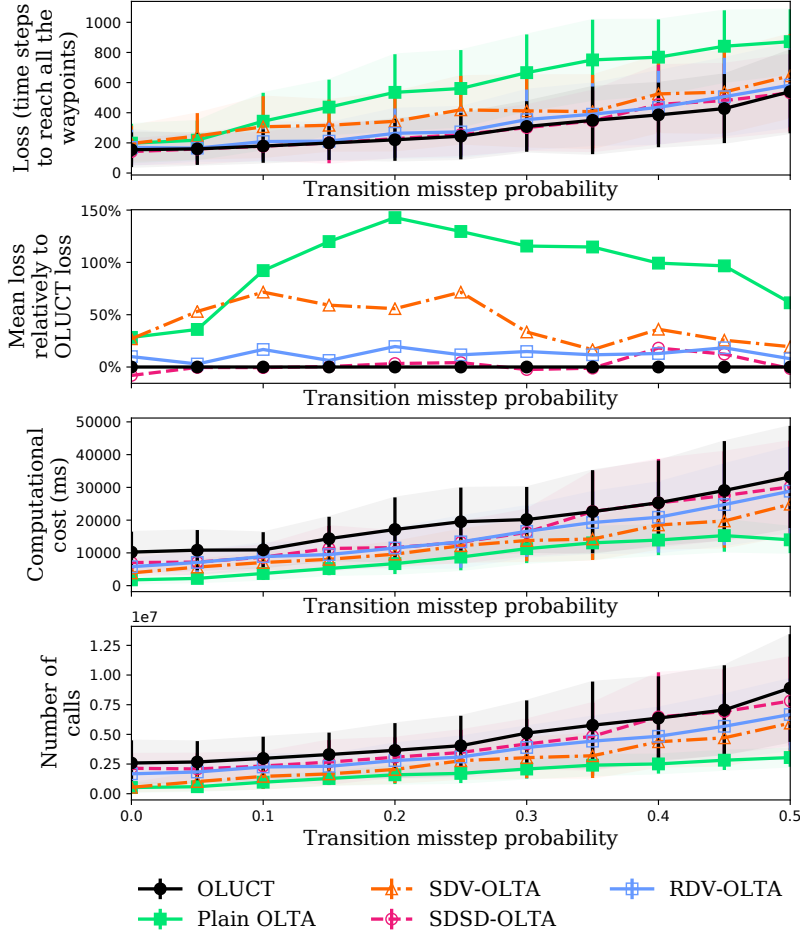 Loss (time steps
to reach all the
waypoints)
1000
800
600
400
200
0
Transition misstep probability
Mean loss
relatively to
OLUCT loss
150%
100%
50%
0%
Transition misstep probability
Computational
cost (ms)
50000
40000
30000
20000
10000
0
Transition misstep probability
1e7
Number of
calls
1.25
1.00
0.75
0.50
0.25
0.00
0.0 0.1 0.2 0.3 0.4 0.5
Transition misstep probability
OLUCT SDV-OLTA RDV-OLTA
Plain OLTA SDSD-OLTA